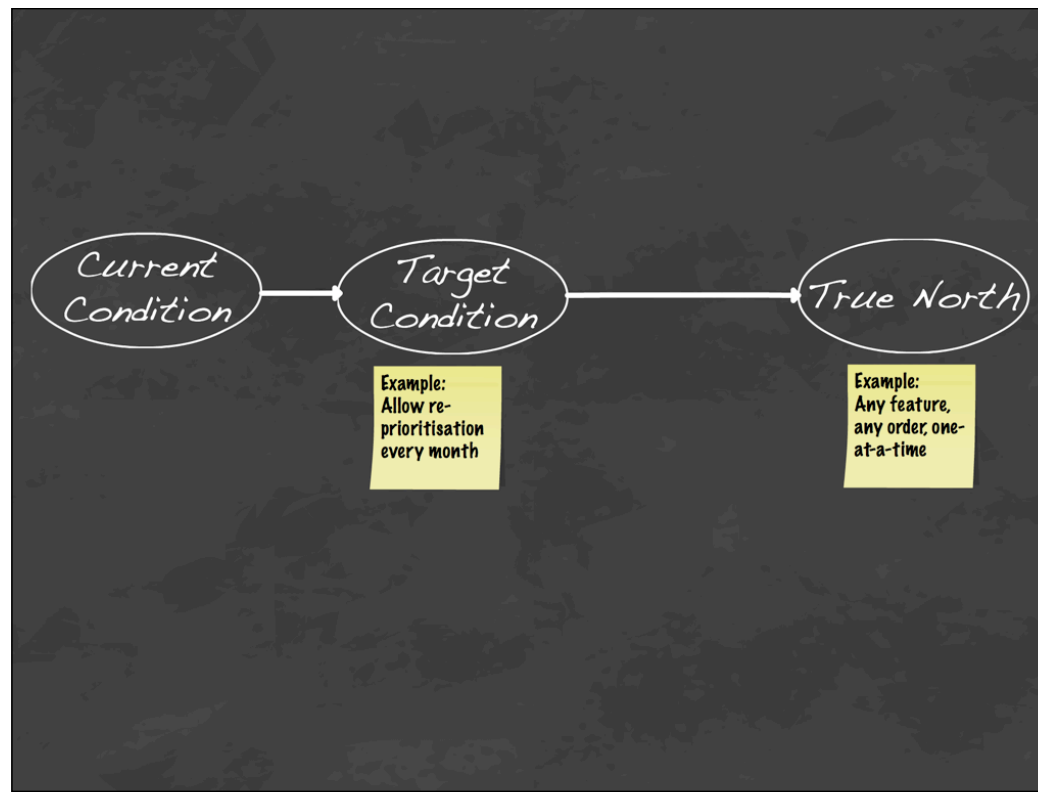 Current
Condition
Target
Condition
True North
Example:
Allow re-
prioritisation
every month
Example:
Any feature,
any order, one-
at-a-time